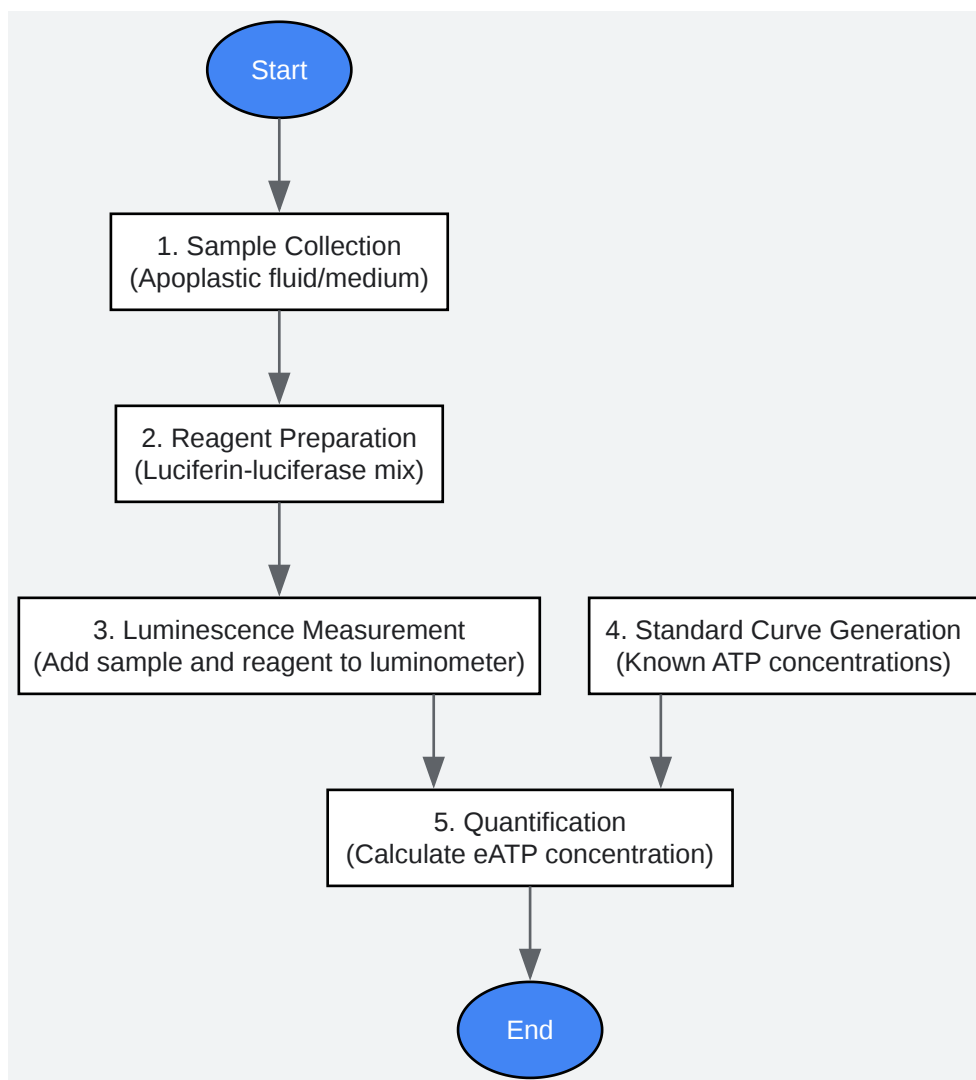 Start
1. Sample Collection
(Apoplastic fluid/medium)
2. Reagent Preparation
(Luciferin-luciferase mix)
3. Luminescence Measurement
(Add sample and reagent to luminometer)
4. Standard Curve Generation
(Known ATP concentrations)
5. Quantification
(Calculate eATP concentration)
End